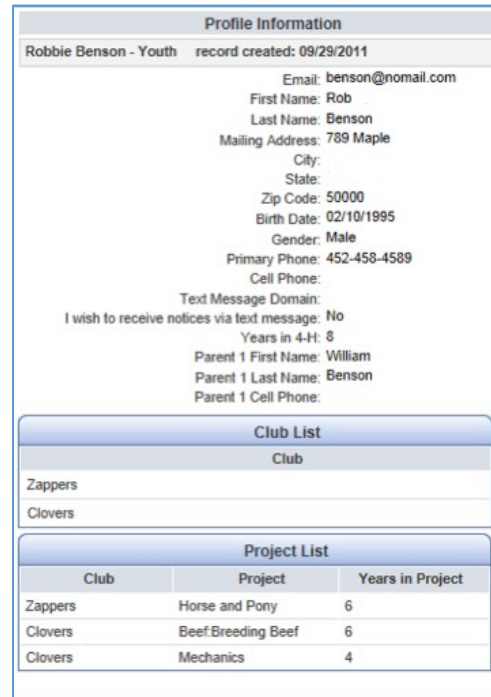 Profile Information
Robbie Benson - Youth record created: 09/29/2011
Email: benson@nomail.com
First Name: Rob
Last Name: Benson
Mailing Address: 789 Maple
City:
State:
Zip Code: 50000
Birth Date: 02/10/1995
Gender: Male
Primary Phone: 452-458-4589
Cell Phone:
Text Message Domain:
I wish to receive notices via text message: No
Years in 4-H: 8
Parent 1 First Name: William
Parent 1 Last Name: Benson
Parent 1 Cell Phone:
Club List
Club
Zappers
Clovers
Project List
Club Project Years in Project
Zappers Horse and Pony 6
Clovers Beef:Breeding Beef 6
Clovers Mechanics 4